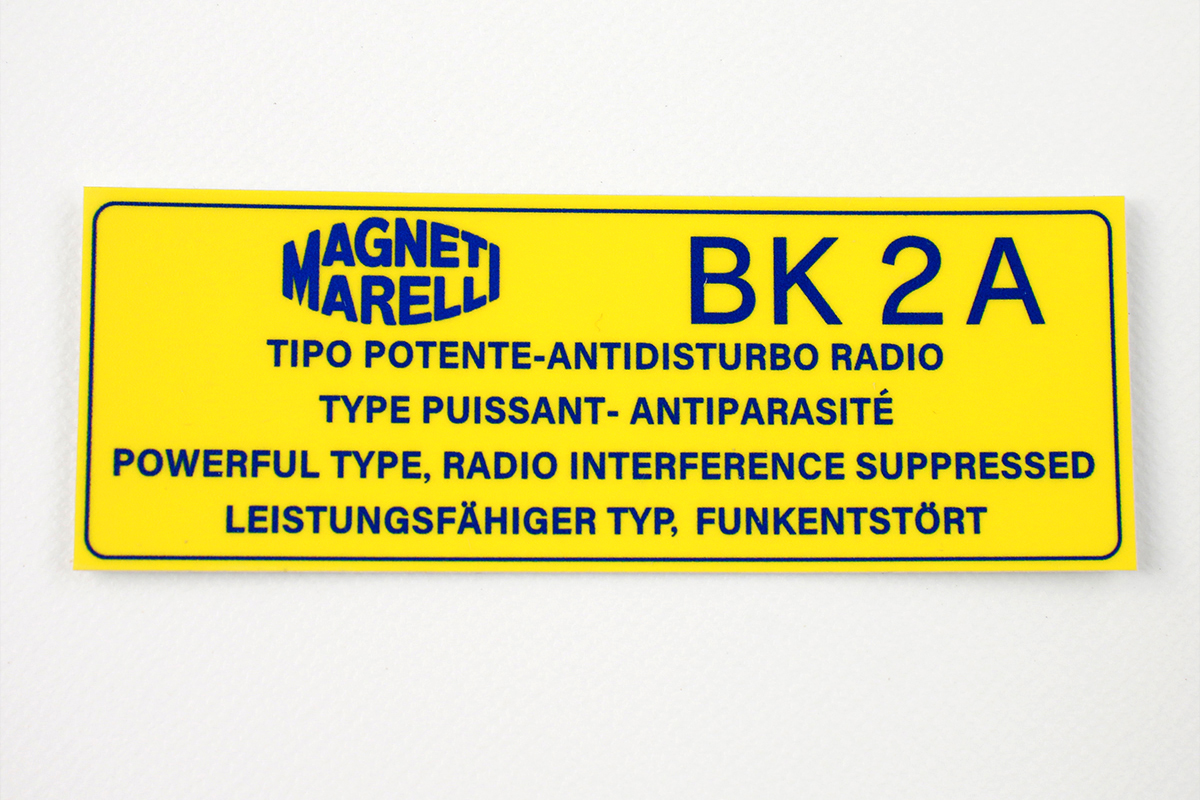 MAGNETI
MARELLI
BK 2 A
TIPO POTENTE-ANTIDISTURBO RADIO
TYPE PUISSANT- ANTIPARASITÉ
POWERFUL TYPE, RADIO INTERFERENCE SUPPRESSED
LEISTUNGSFÄHIGER TYP, FUNKENTSTÖRT